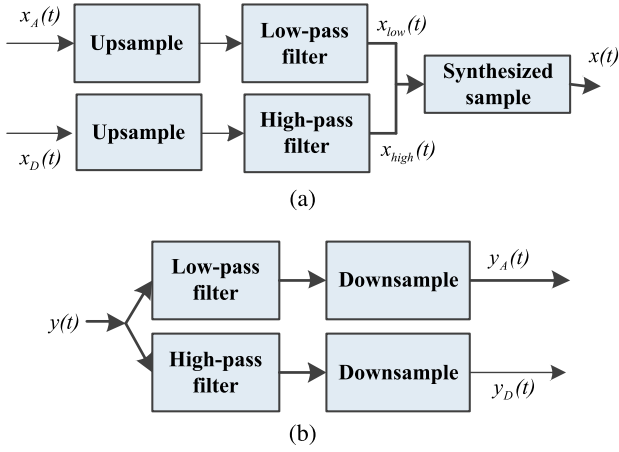 x_A(t)
Upsample
Low-pass
filter
x_low(t)
Synthesized
sample
x(t)
x_D(t)
Upsample
High-pass
filter
x_high(t)
(a)
y(t)
Low-pass
filter
Downsample
y_A(t)
High-pass
filter
Downsample
y_D(t)
(b)